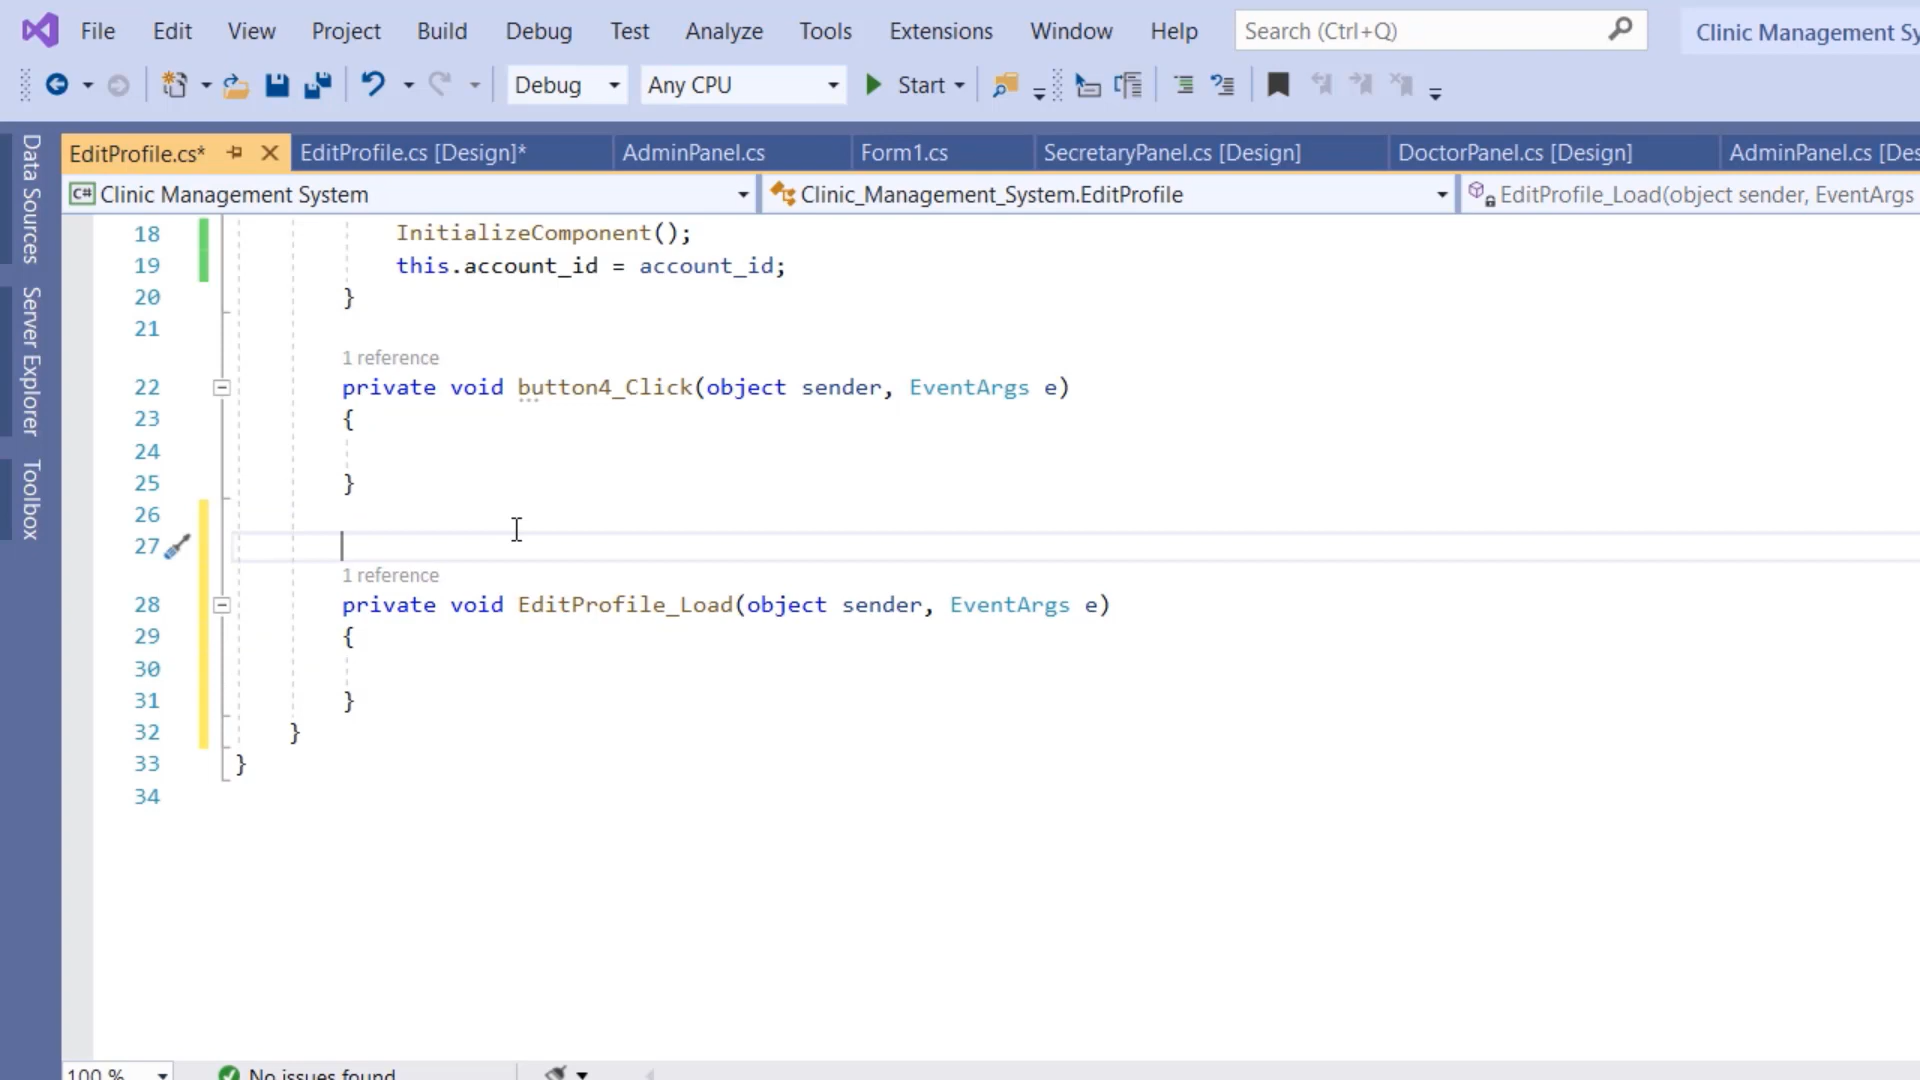 File Edit View Project Build Debug Test Analyze Tools Extensions Window Help Search (Ctrl+Q) Clinic Management Sy
Debug Any CPU Start
EditProfile.cs* EditProfile.cs [Design]* AdminPanel.cs Form1.cs SecretaryPanel.cs [Design] DoctorPanel.cs [Design] AdminPanel.cs [Des
C# Clinic Management System Clinic_Management_System.EditProfile EditProfile_Load(object sender, EventArgs
Data Sources
Server Explorer
Toolbox
18 InitializeComponent();
19 this.account_id = account_id;
20 }
21
1 reference
22 private void button4_Click(object sender, EventArgs e)
23 {
24
25 }
26
27
1 reference
28 private void EditProfile_Load(object sender, EventArgs e)
29 {
30
31 }
32 }
33 }
34
100 % No issues found